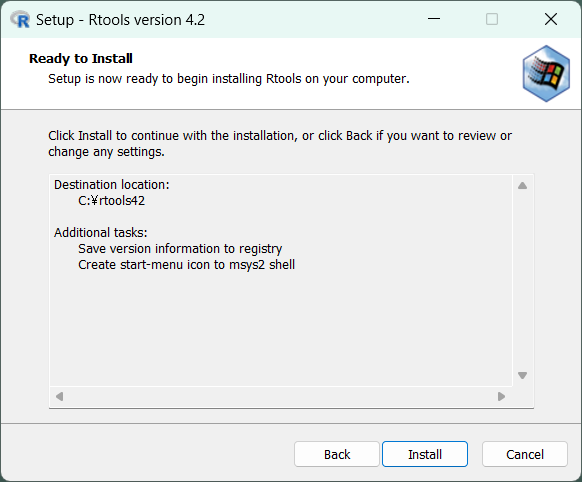 Setup - Rtools version 4.2
Ready to Install
Setup is now ready to begin installing Rtools on your computer.
Click Install to continue with the installation, or click Back if you want to review or
change any settings.
Destination location:
C:¥rtools42
Additional tasks:
Save version information to registry
Create start-menu icon to msys2 shell
Back
Install
Cancel